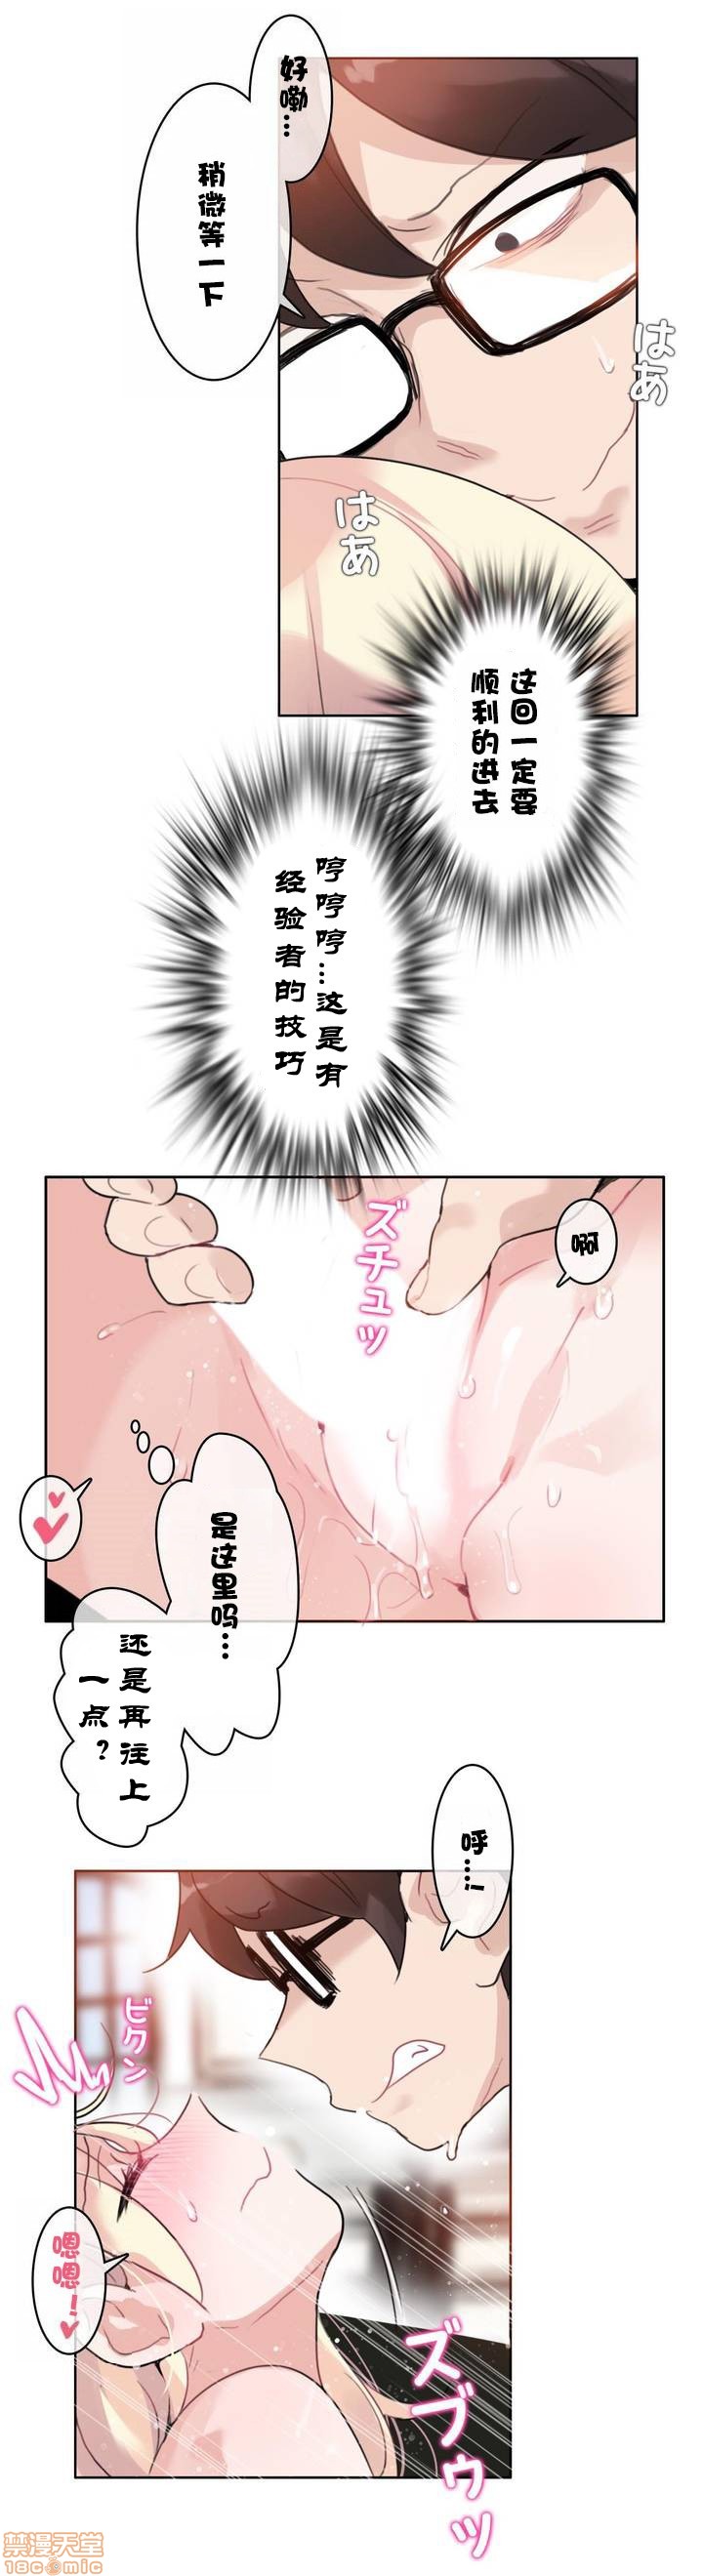 好嘞…
稍微等一下
はあ
はあ
这回一定要
顺利的进去
哼哼哼…这是有
经验者的技巧
ズチュッ
啊
是这里吗…
还是再往上
一点？
呼…!
ビクン
嗯嗯!
ズブゥッ
禁漫天堂
18comic